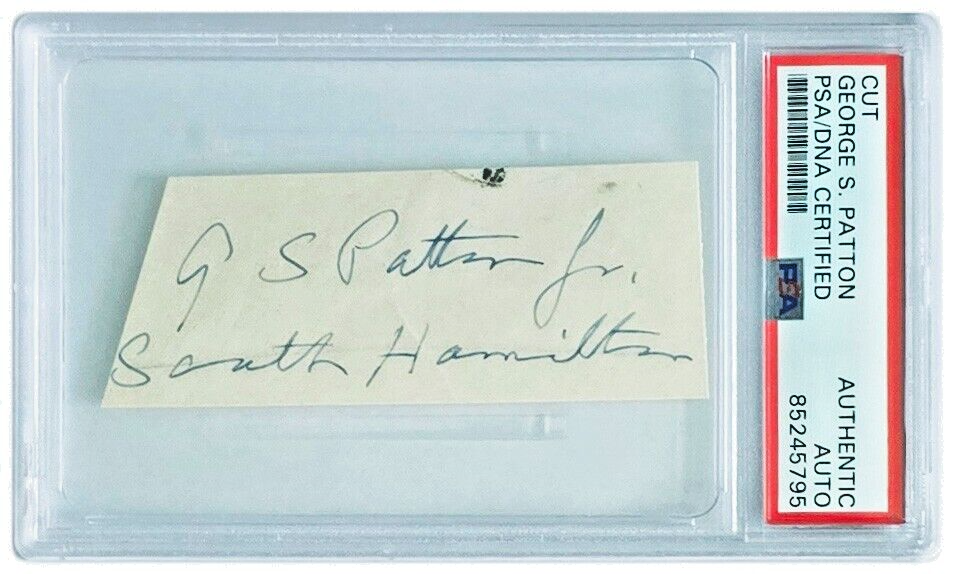 G S Patton Jr.
South Hamilton
CUT
GEORGE S. PATTON
PSA/DNA CERTIFIED
PSA
AUTHENTIC
AUTO
85245795